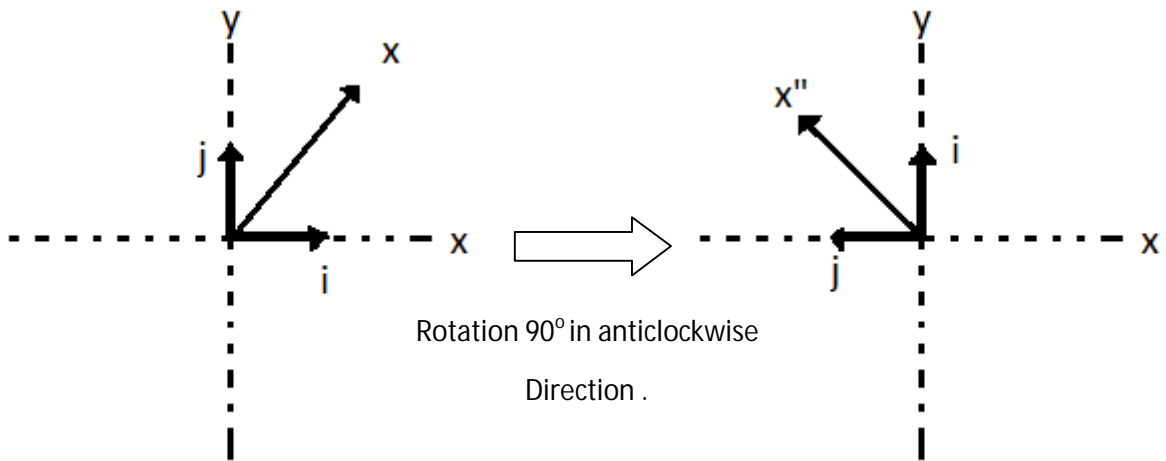 y
x
j
x
i
Rotation 90° in anticlockwise
Direction .
y
x"
i
j
x